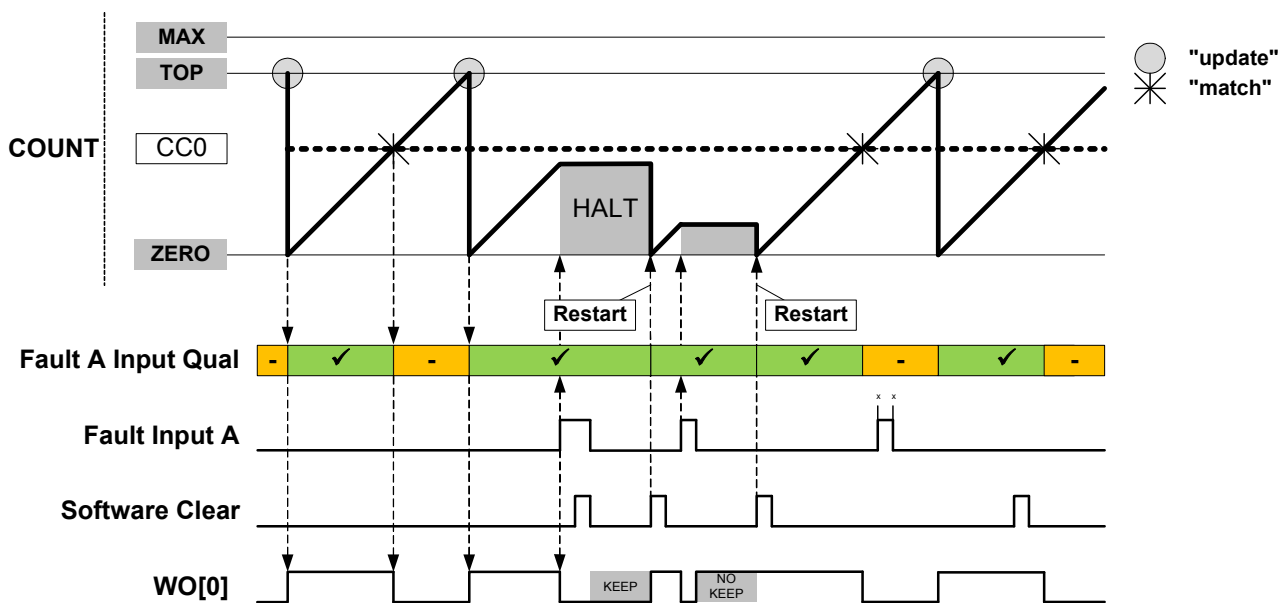 MAX
"update"
TOP
"match"
COUNT
CC0
HALT
ZERO
Restart
Restart
Fault A Input Qual
- ✓ - ✓ ✓ ✓ - ✓ -
x x
Fault Input A
Software Clear
WO[0]
KEEP
NO
KEEP